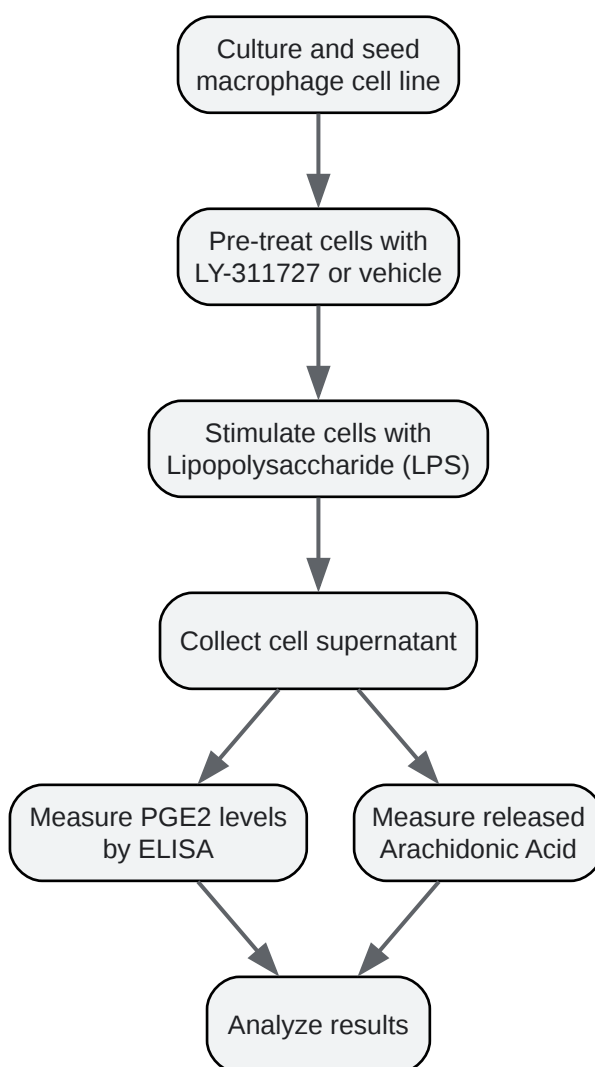 Culture and seed
macrophage cell line
Pre-treat cells with
LY-311727 or vehicle
Stimulate cells with
Lipopolysaccharide (LPS)
Collect cell supernatant
Measure PGE2 levels
by ELISA
Measure released
Arachidonic Acid
Analyze results